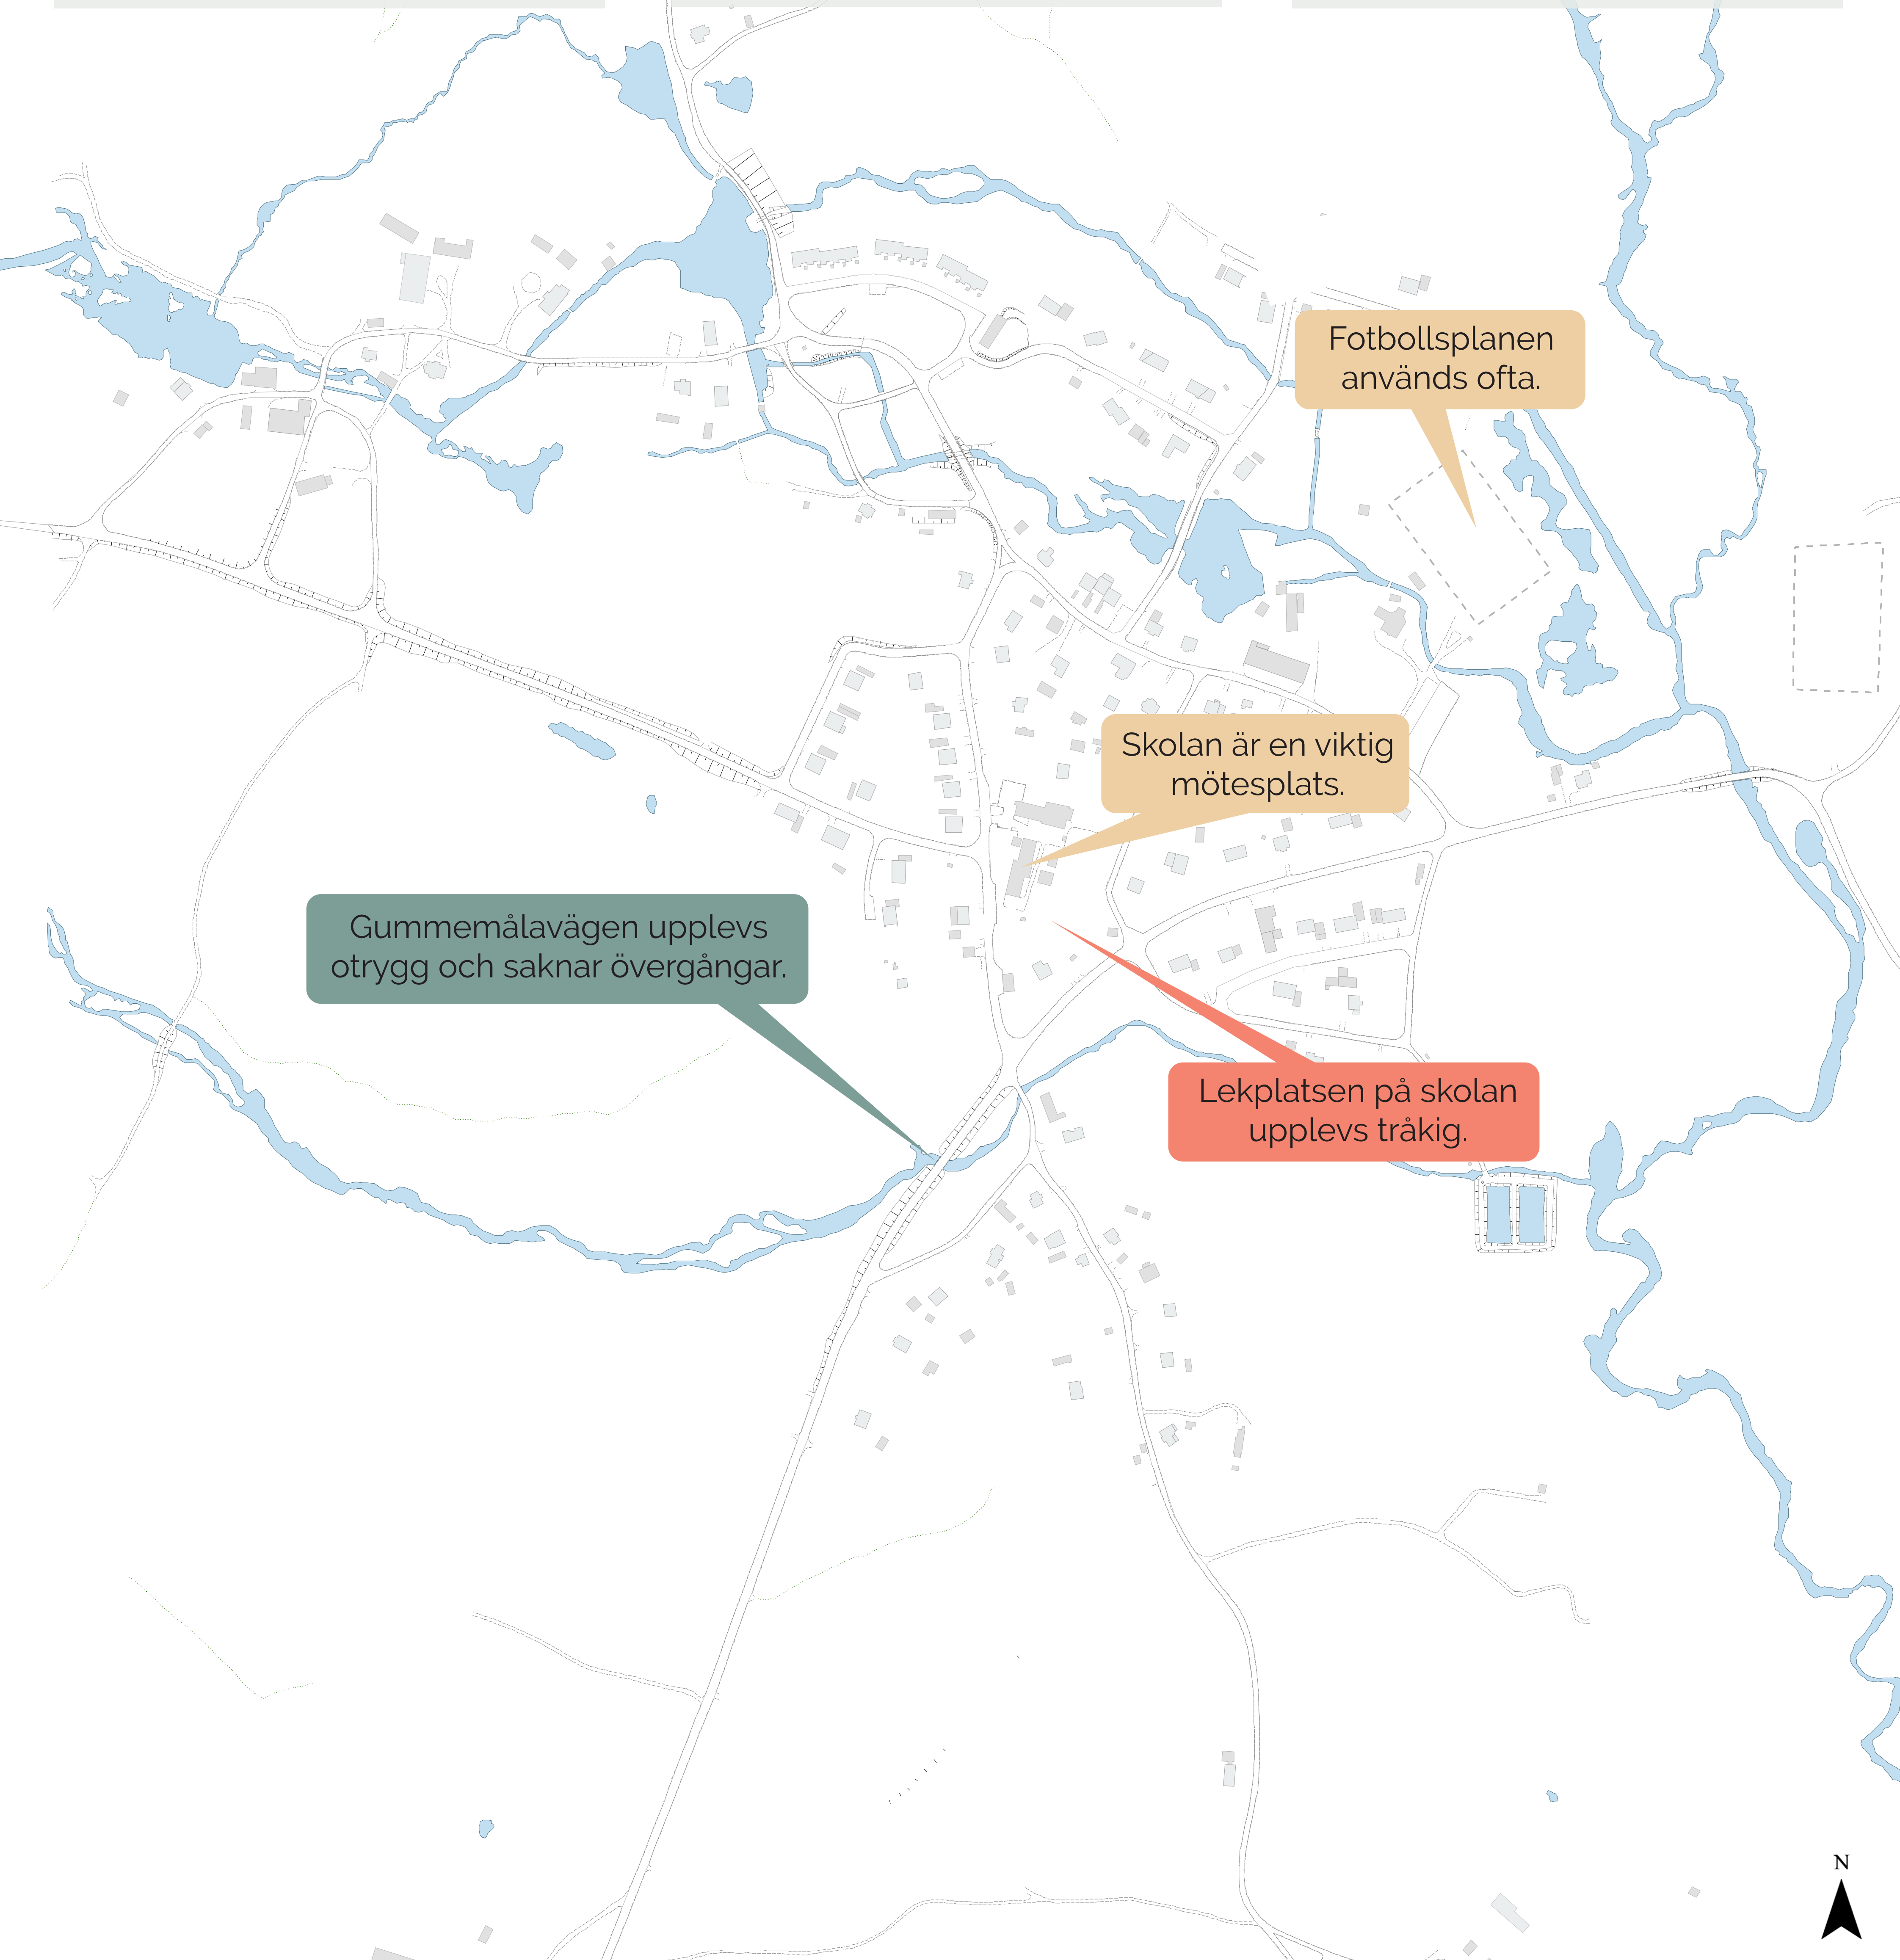 Fotbollsplanen
används ofta.
Skolan är en viktig
mötesplats.
Gummemålavägen upplevs
otrygg och saknar övergångar.
Lekplatsen på skolan
upplevs tråkig.
N